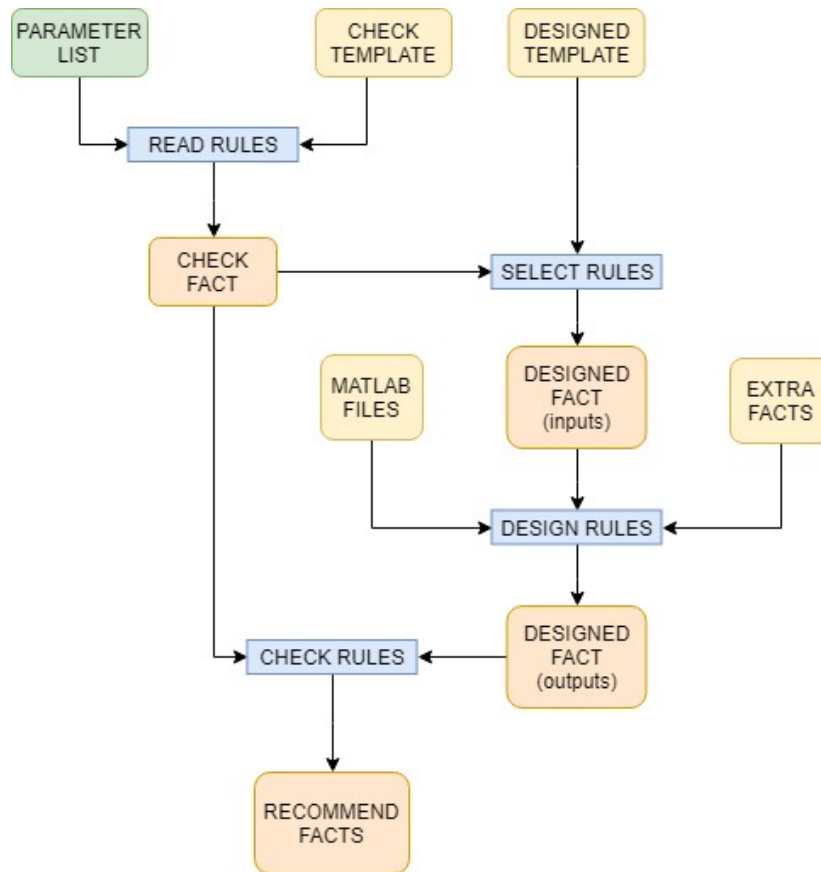 PARAMETER
LIST
CHECK
TEMPLATE
DESIGNED
TEMPLATE
READ RULES
CHECK
FACT
SELECT RULES
MATLAB
FILES
DESIGNED
FACT
(inputs)
EXTRA
FACTS
DESIGN RULES
CHECK RULES
DESIGNED
FACT
(outputs)
RECOMMEND
FACTS